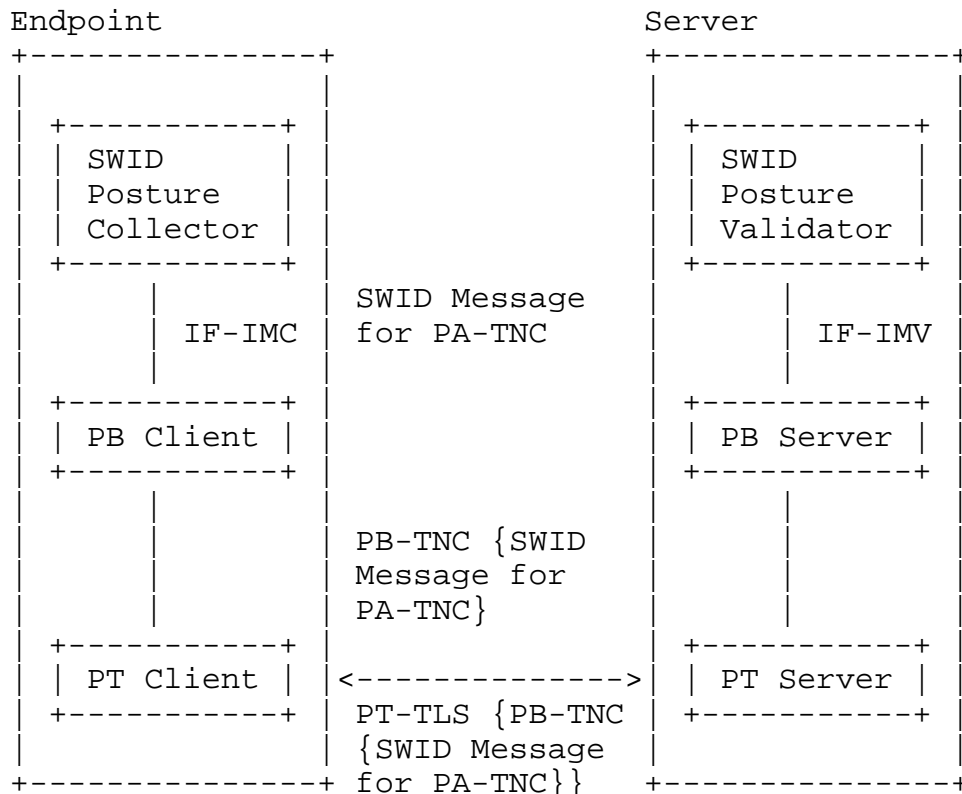 Endpoint Server
SWID SWID
Posture Posture
Collector Validator
SWID Message
IF-IMC for PA-TNC IF-IMV
PB Client PB Server
PB-TNC {SWID
Message for
PA-TNC}
PT Client <--------------> PT Server
PT-TLS {PB-TNC
{SWID Message
for PA-TNC}}